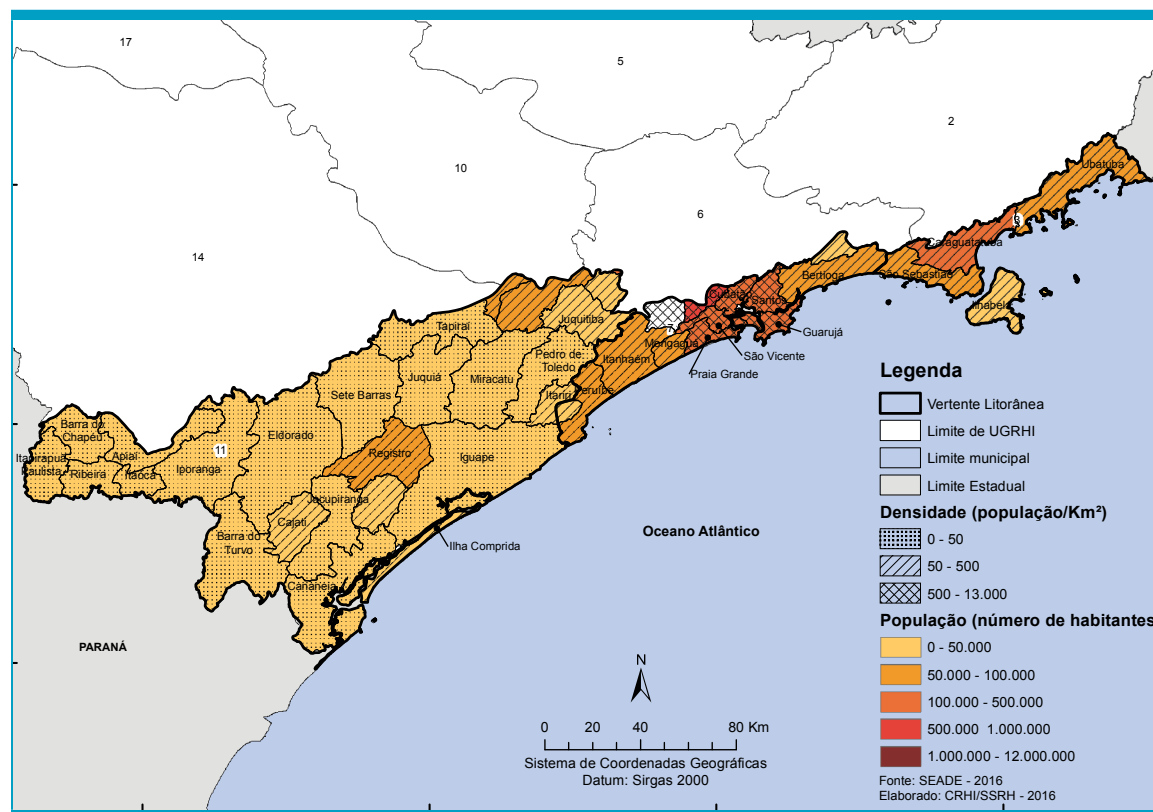 17
5
2
10
6
14
Ubatuba
3
Caraguatatuba
São Sebastião
Ilhabela
Bertioga
Cubatão
Santos
Guarujá
São Vicente
Praia Grande
7
Mongaguá
Itanhaém
Peruíbe
Juquitiba
Tapiraí
Pedro de
Toledo
Juquiá
Miracatu
Itariri
Sete Barras
Eldorado
Registro
Iguape
Barra do
Chapéu
Itapirapuã
Paulista
Apiaí
Ribeira
Itaóca
Iporanga
11
Jacupiranga
Cajati
Barra do
Turvo
Cananéia
Ilha Comprida
Oceano Atlântico
PARANÁ
N
0 20 40 80 Km
Sistema de Coordenadas Geográficas
Datum: Sirgas 2000
Legenda
Vertente Litorânea
Limite de UGRHI
Limite municipal
Limite Estadual
Densidade (população/Km²)
0 - 50
50 - 500
500 - 13.000
População (número de habitantes
0 - 50.000
50.000 - 100.000
100.000 - 500.000
500.000 1.000.000
1.000.000 - 12.000.000
Fonte: SEADE - 2016
Elaborado: CRHI/SSRH - 2016